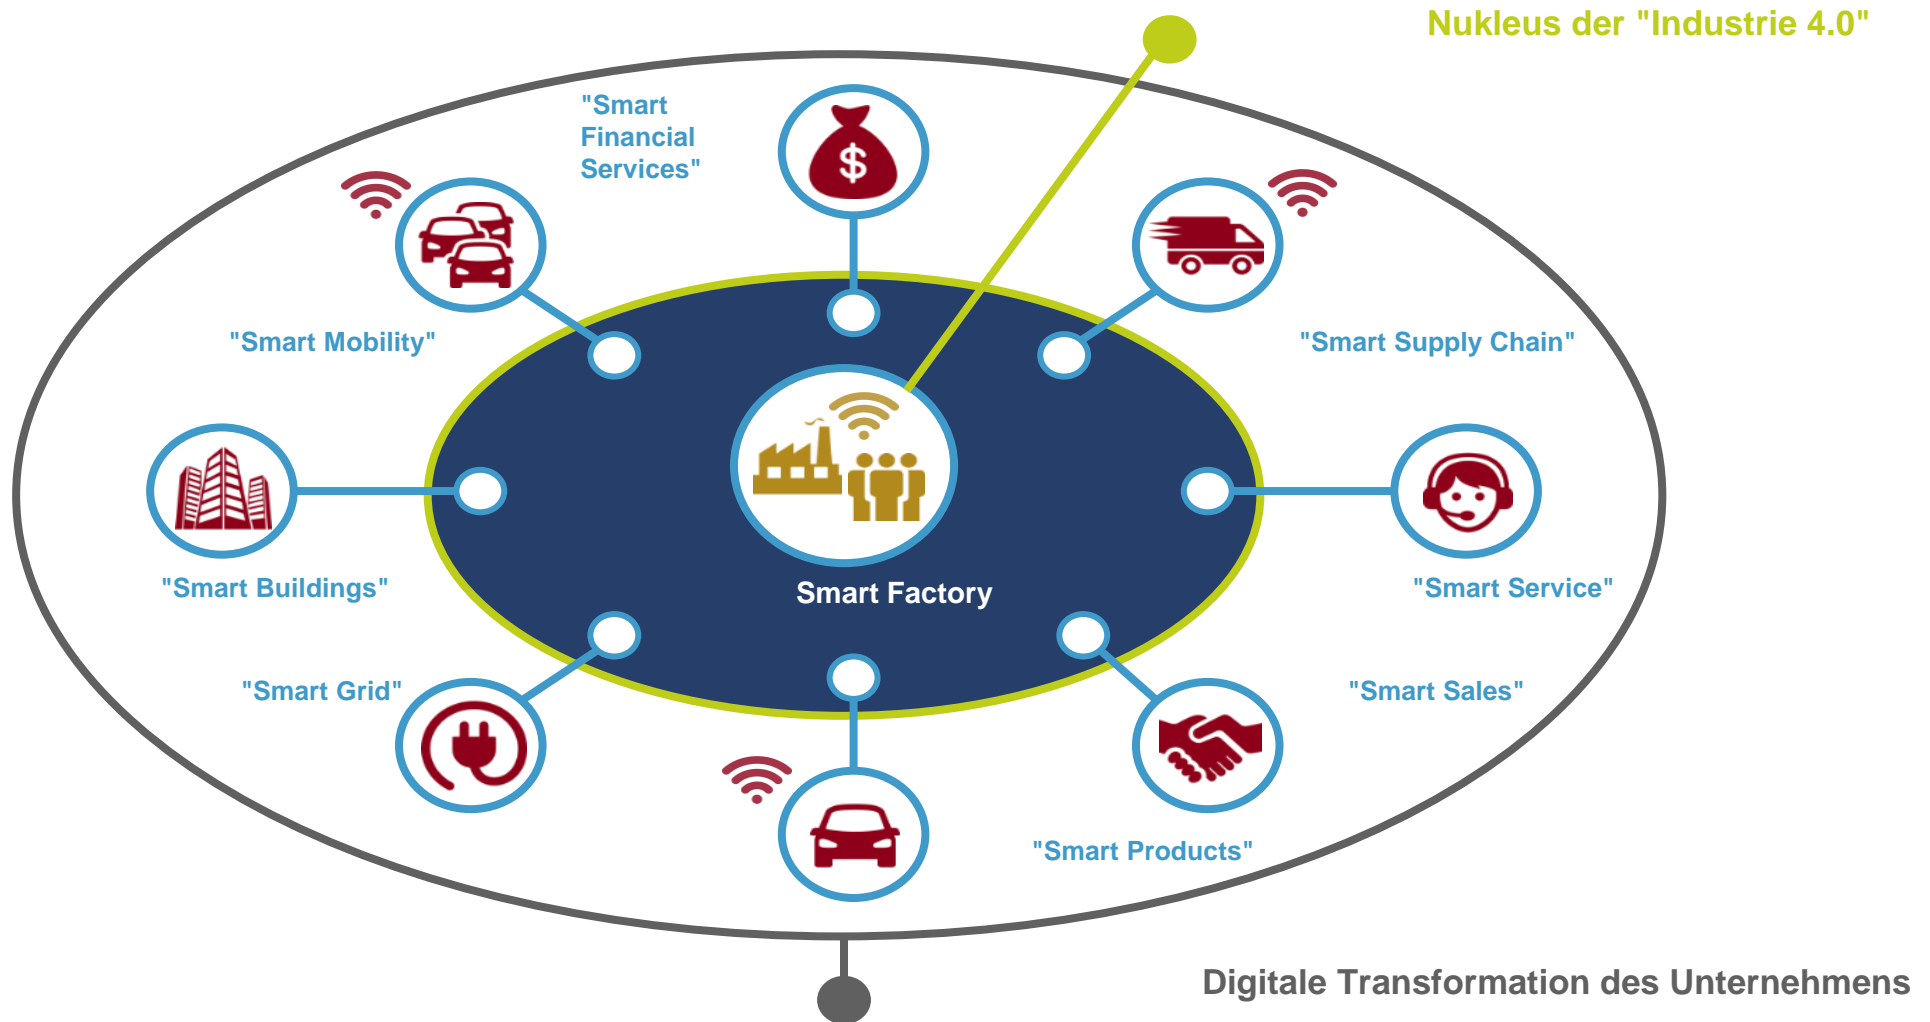 Nukleus der "Industrie 4.0"
"Smart
Financial
Services"
$
"Smart Mobility"
"Smart Supply Chain"
"Smart Buildings"
Smart Factory
"Smart Service"
"Smart Grid"
"Smart Sales"
"Smart Products"
Digitale Transformation des Unternehmens